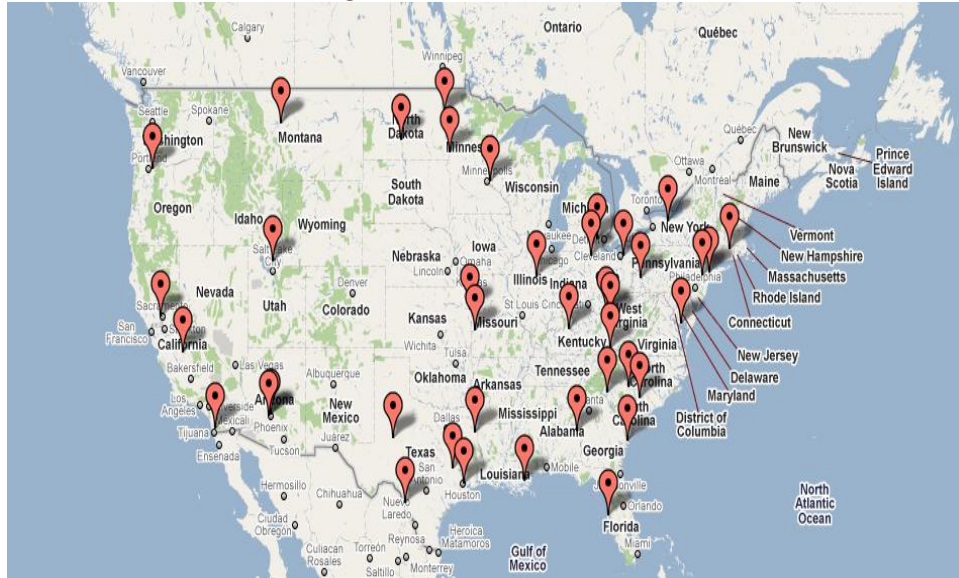 Calgary
Ontario
Québec
Winnipeg
Vancouver
Seattle
Spokane
shington
Montana
North
Dakota
Minnes
Québec
New
Brunswick
Prince
Edward
Island
Nova
Scotia
Portland
Minneapolis
Ottawa
Montréal
Maine
Oregon
Idaho
Wyoming
South
Dakota
Wisconsin
Michi
Toronto
New York
Vermont
New Hampshire
Massachusetts
Rhode Island
Connecticut
New Jersey
Delaware
Maryland
District of
Columbia
Salt Lake
City
Nebraska
Iowa
Omaha
Lincoln
Chicago
Detroit
Cleveland
Pennsylvania
Philadelphia
Illinois
Indiana
Nevada
Utah
Denver
Colorado
Kansas
Missouri
St Louis
Cincinnati
West
Virginia
Sacramento
San
Francisco
California
Kentucky
Virginia
Wichita
Bakersfield
Las Vegas
Tulsa
Tennessee
North
Carolina
Albuquerque
Oklahoma
Arkansas
Los
Angeles
Riverside
Arizona
New
Mexico
Phoenix
Dallas
Mississippi
Alabama
South
Carolina
Tijuana
Mexicali
Ensenada
Tucson
Juárez
Texas
Georgia
San
Antonio
Louisiana
Mobile
Houston
Hermosillo
Chihuahua
Nuevo
Laredo
Orlando
Florida
North
Atlantic
Ocean
Ciudad
Obregón
Reynosa
Heroica
Matamoros
Miami
Culiacan
Rosales
Torreón
Saltillo
Monterrey
Gulf of
Mexico